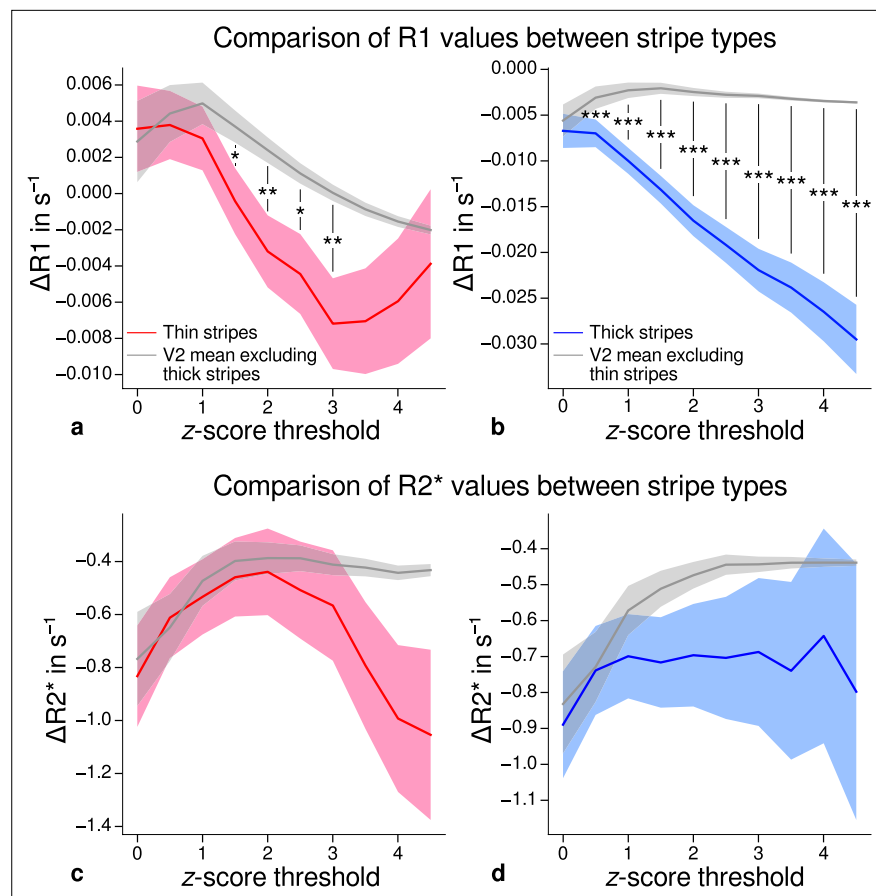 Comparison of R1 values between stripe types
0.006
0.004
0.002
0.000
−0.002
−0.004
−0.006
−0.008
−0.010
ΔR1 in s⁻¹
*
**
*
**
Thin stripes
V2 mean excluding
thick stripes
0 1 2 3 4
a z-score threshold
0.000
−0.005
−0.010
−0.015
−0.020
−0.025
−0.030
ΔR1 in s⁻¹
***
***
***
***
***
***
***
***
***
Thick stripes
V2 mean excluding
thin stripes
0 1 2 3 4
b z-score threshold
Comparison of R2* values between stripe types
−0.4
−0.6
−0.8
−1.0
−1.2
−1.4
ΔR2* in s⁻¹
0 1 2 3 4
c z-score threshold
−0.4
−0.5
−0.6
−0.7
−0.8
−0.9
−1.0
−1.1
ΔR2* in s⁻¹
0 1 2 3 4
d z-score threshold